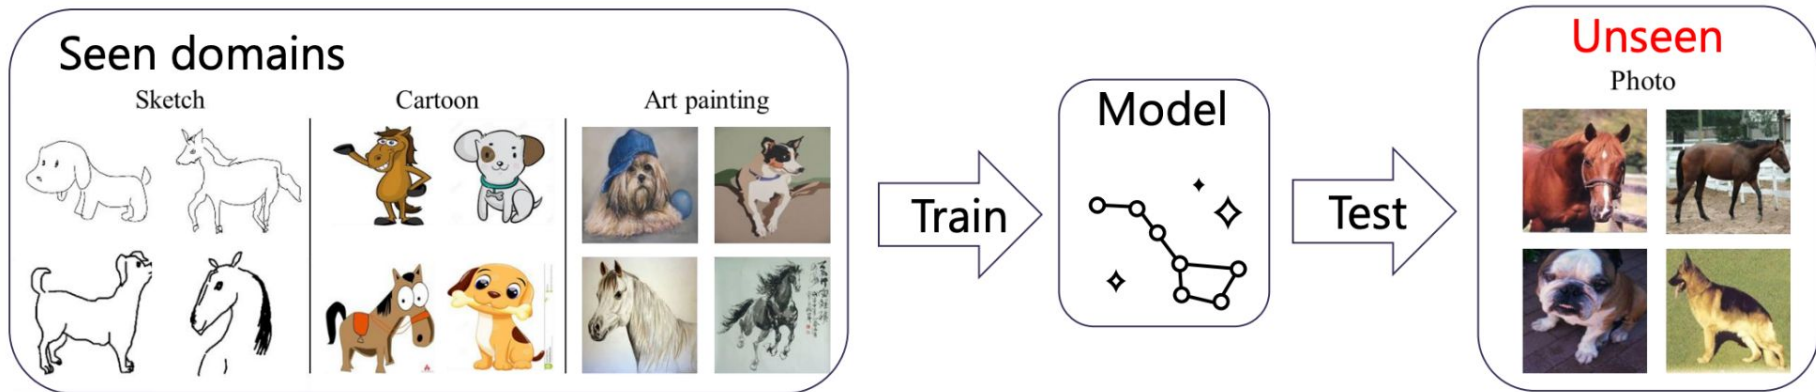 Seen domains
Sketch
Cartoon
Art painting
Train
Model
Test
Unseen
Photo